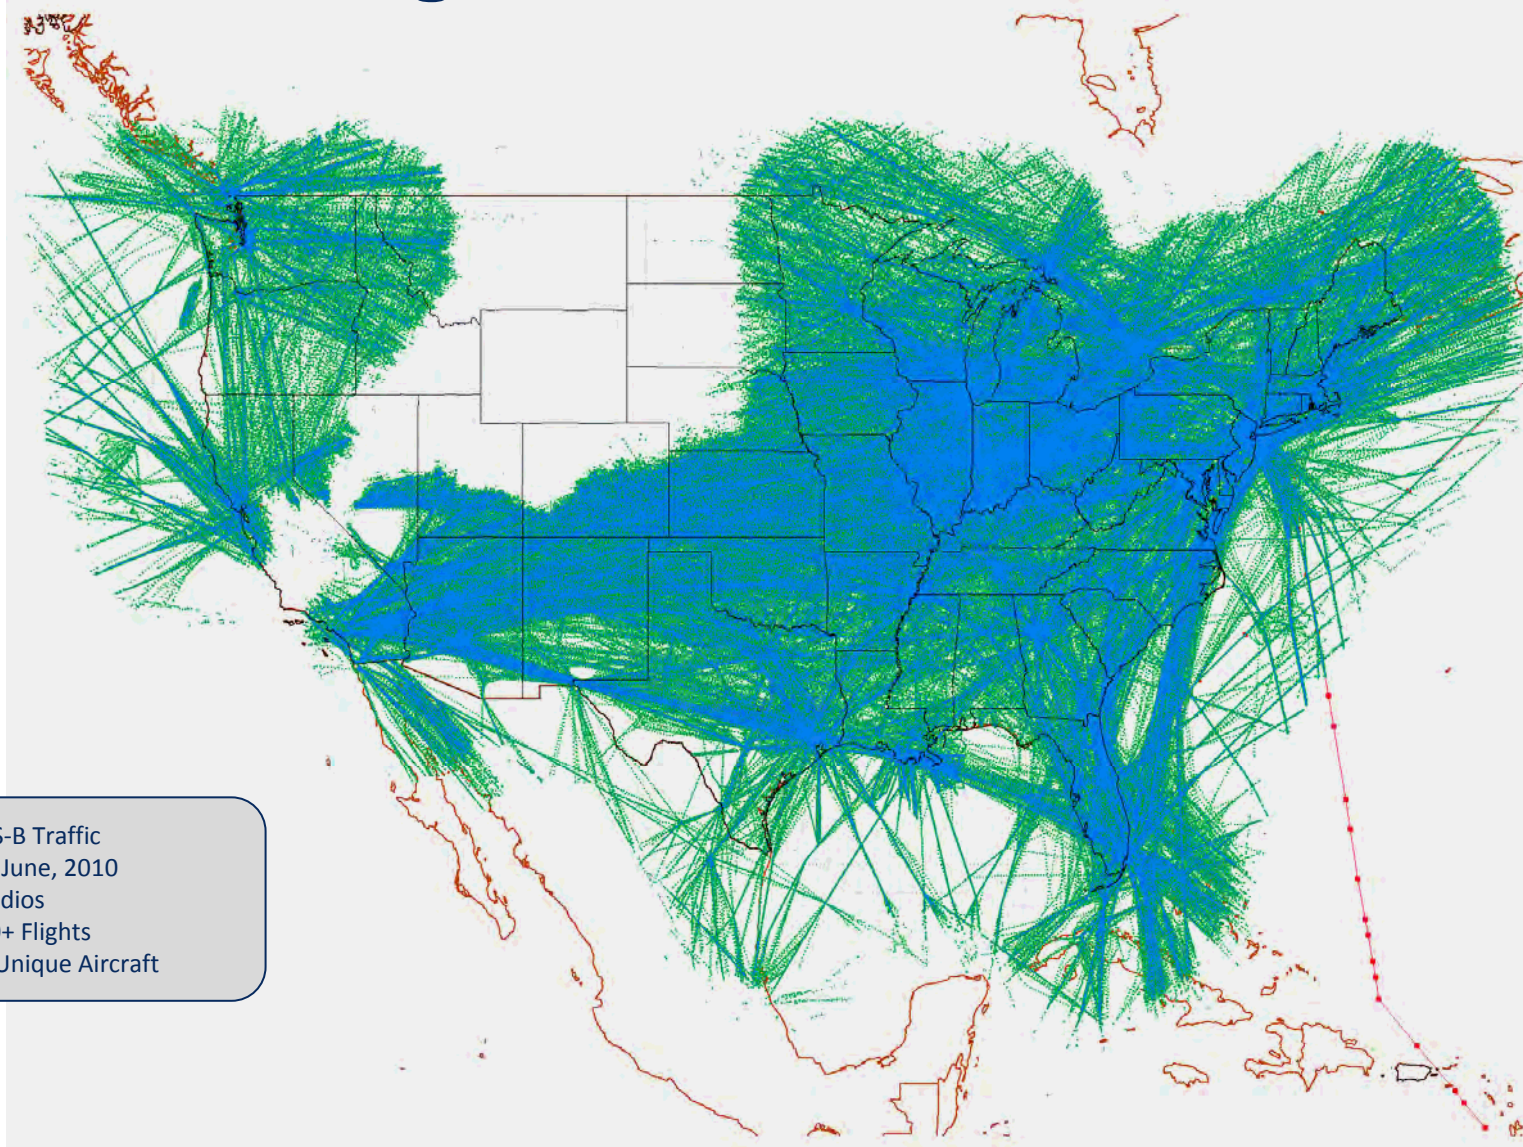 S-B Traffic
June, 2010
dios
+ Flights
Unique Aircraft